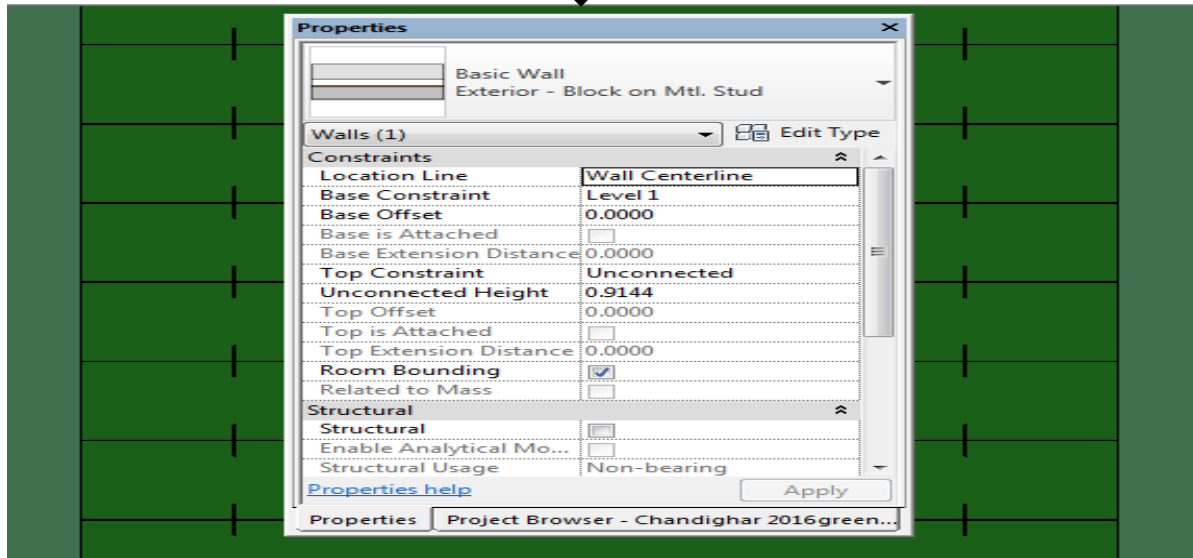 Properties
Basic Wall
Exterior - Block on Mtl. Stud
Walls (1) Edit Type
Constraints
Location Line Wall Centerline
Base Constraint Level 1
Base Offset 0.0000
Base is Attached
Base Extension Distance 0.0000
Top Constraint Unconnected
Unconnected Height 0.9144
Top Offset 0.0000
Top is Attached
Top Extension Distance 0.0000
Room Bounding
Related to Mass
Structural
Structural
Enable Analytical Mo...
Structural Usage Non-bearing
Properties help Apply
Properties Project Browser - Chandighar 2016green...